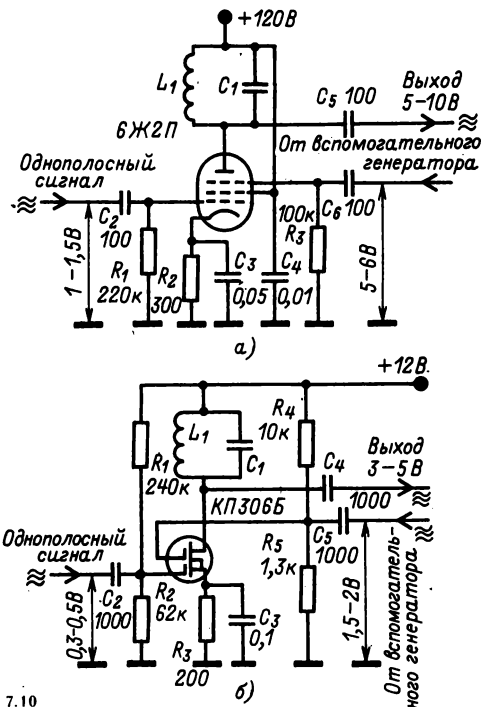 +120В
L1
C1
6Ж2П
C5 100
Выход
5–10В
От вспомогательного
генератора
Однополосный
сигнал
C2
100
100к
R3
C6
100
1–1,5В
R1
220к
R2
300
C3
0,05
C4
0,01
5–6В
а)
+12В
R1
240к
L1
C1
R4
10к
C4
1000
Выход
3–5В
КП306Б
Однополосный
сигнал
C2
1000
R2
62к
R3
200
C3
0,1
R5
1,3к
C5
1000
0,3–0,5В
1,5–2В
От вспомогатель-
ного генератора
б)
7.10